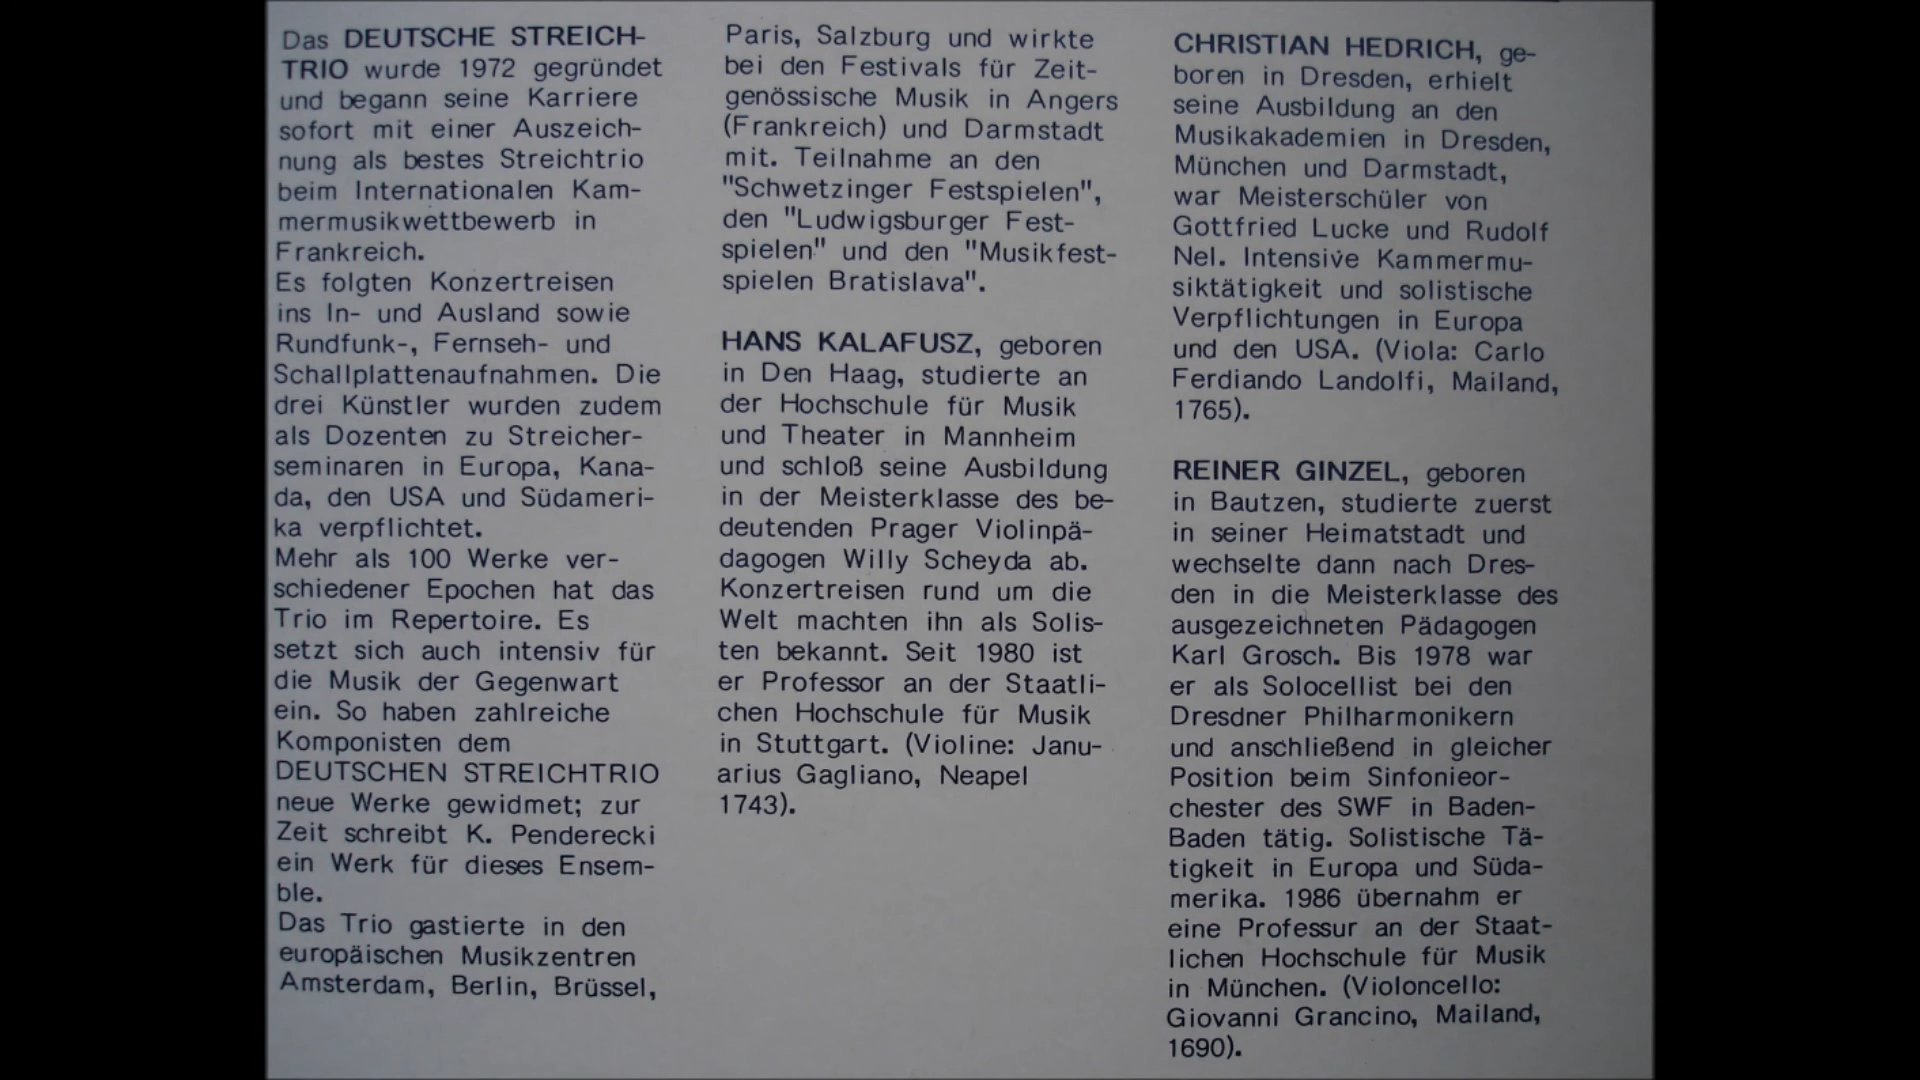 Das DEUTSCHE STREICH-
TRIO wurde 1972 gegründet
und begann seine Karriere
sofort mit einer Auszeich-
nung als bestes Streichtrio
beim Internationalen Kam-
mermusikwettbewerb in
Frankreich.
Es folgten Konzertreisen
ins In- und Ausland sowie
Rundfunk-, Fernseh- und
Schallplattenaufnahmen. Die
drei Künstler wurden zudem
als Dozenten zu Streicher-
seminaren in Europa, Kana-
da, den USA und Südameri-
ka verpflichtet.
Mehr als 100 Werke ver-
schiedener Epochen hat das
Trio im Repertoire. Es
setzt sich auch intensiv für
die Musik der Gegenwart
ein. So haben zahlreiche
Komponisten dem
DEUTSCHEN STREICHTRIO
neue Werke gewidmet; zur
Zeit schreibt K. Penderecki
ein Werk für dieses Ensem-
ble.
Das Trio gastierte in den
europäischen Musikzentren
Amsterdam, Berlin, Brüssel,
Paris, Salzburg und wirkte
bei den Festivals für Zeit-
genössische Musik in Angers
(Frankreich) und Darmstadt
mit. Teilnahme an den
"Schwetzinger Festspielen",
den "Ludwigsburger Fest-
spielen" und den "Musikfest-
spielen Bratislava".
HANS KALAFUSZ, geboren
in Den Haag, studierte an
der Hochschule für Musik
und Theater in Mannheim
und schloß seine Ausbildung
in der Meisterklasse des be-
deutenden Prager Violinpä-
dagogen Willy Scheyda ab.
Konzertreisen rund um die
Welt machten ihn als Solis-
ten bekannt. Seit 1980 ist
er Professor an der Staatli-
chen Hochschule für Musik
in Stuttgart. (Violine: Janu-
arius Gagliano, Neapel
1743).
CHRISTIAN HEDRICH, ge-
boren in Dresden, erhielt
seine Ausbildung an den
Musikakademien in Dresden,
München und Darmstadt,
war Meisterschüler von
Gottfried Lucke und Rudolf
Nel. Intensive Kammermu-
siktätigkeit und solistische
Verpflichtungen in Europa
und den USA. (Viola: Carlo
Ferdiando Landolfi, Mailand,
1765).
REINER GINZEL, geboren
in Bautzen, studierte zuerst
in seiner Heimatstadt und
wechselte dann nach Dres-
den in die Meisterklasse des
ausgezeichneten Pädagogen
Karl Grosch. Bis 1978 war
er als Solocellist bei den
Dresdner Philharmonikern
und anschließend in gleicher
Position beim Sinfonieor-
chester des SWF in Baden-
Baden tätig. Solistische Tä-
tigkeit in Europa und Süda-
merika. 1986 übernahm er
eine Professur an der Staat-
lichen Hochschule für Musik
in München. (Violoncello:
Giovanni Grancino, Mailand,
1690).